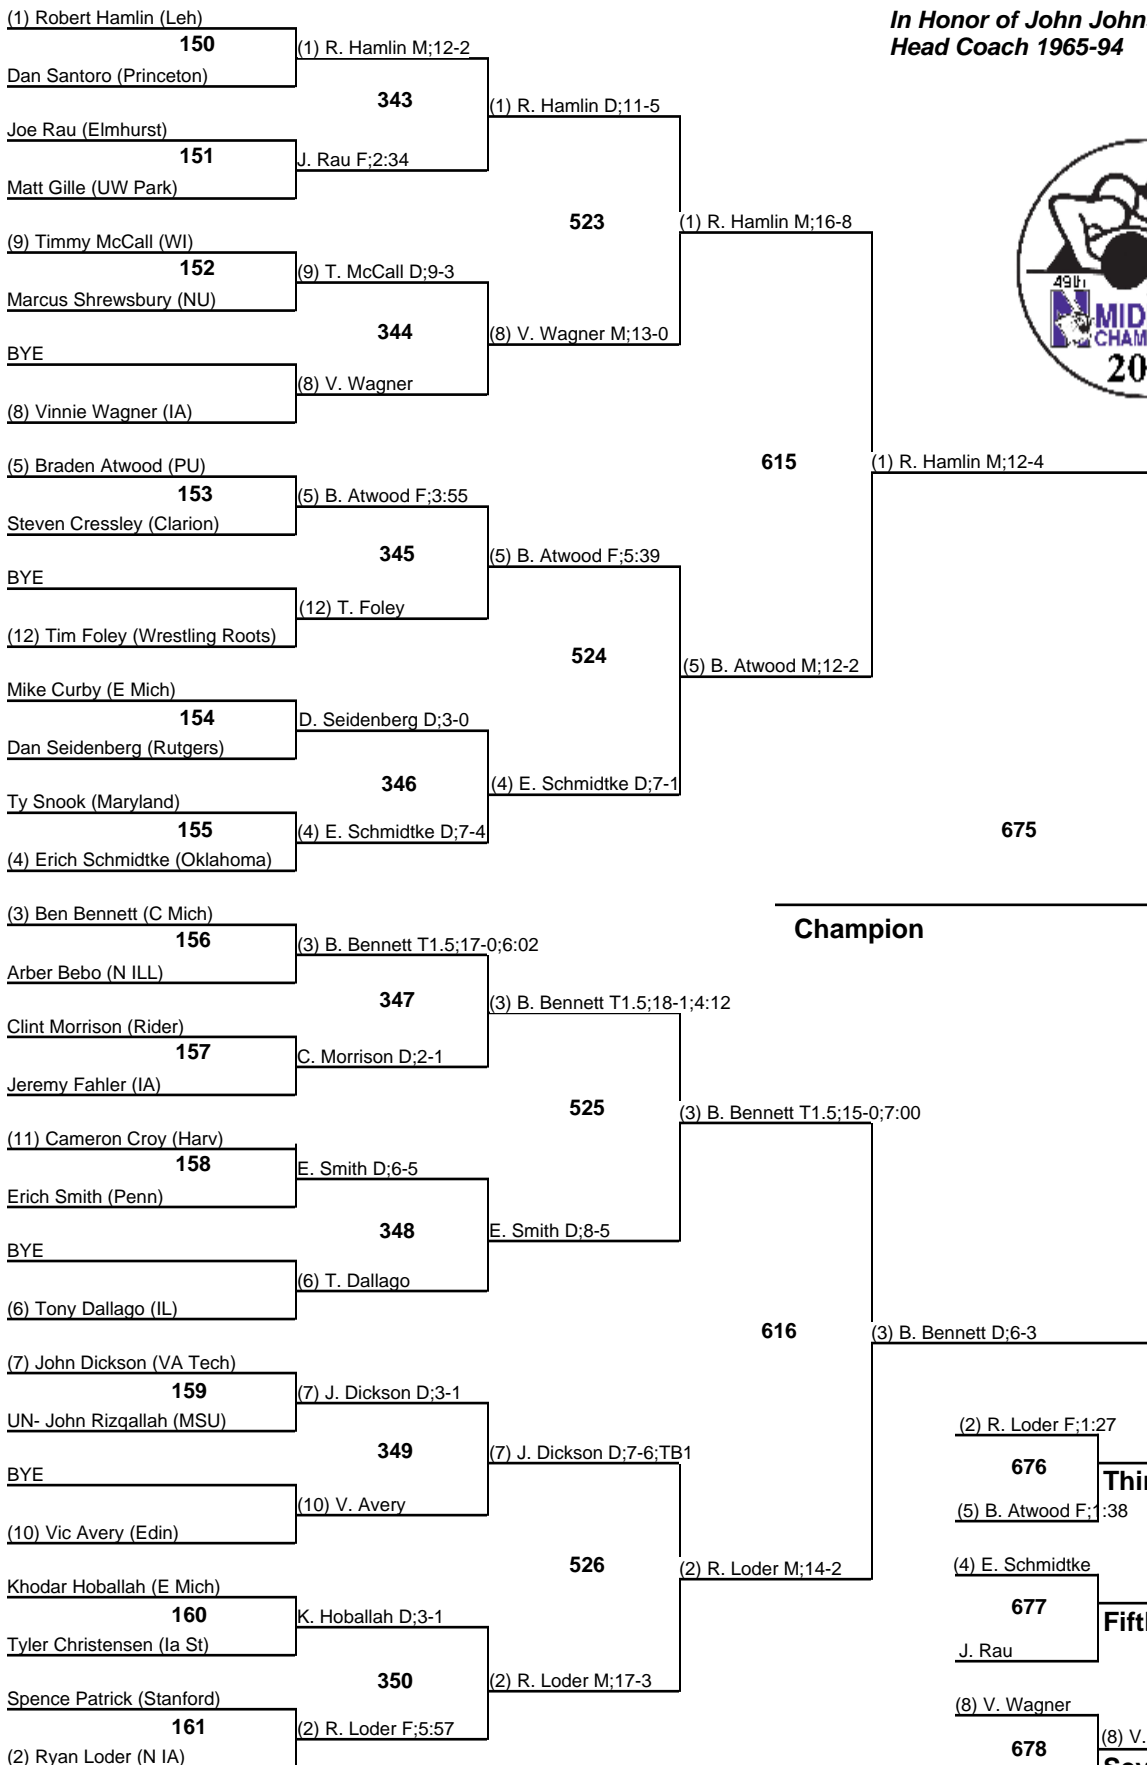 (1) Robert Hamlin (Leh)
150
Dan Santoro (Princeton)
(1) R. Hamlin M;12-2
343
Joe Rau (Elmhurst)
151
Matt Gille (UW Park)
J. Rau F;2:34
(1) R. Hamlin D;11-5
523
(9) Timmy McCall (WI)
152
Marcus Shrewsbury (NU)
(9) T. McCall D;9-3
344
BYE
(8) Vinnie Wagner (IA)
(8) V. Wagner
(8) V. Wagner M;13-0
(1) R. Hamlin M;16-8
615
(5) Braden Atwood (PU)
153
Steven Cressley (Clarion)
(5) B. Atwood F;3:55
345
BYE
(12) Tim Foley (Wrestling Roots)
(12) T. Foley
(5) B. Atwood F;5:39
524
Mike Curby (E Mich)
154
Dan Seidenberg (Rutgers)
D. Seidenberg D;3-0
346
Ty Snook (Maryland)
155
(4) Erich Schmidtke (Oklahoma)
(4) E. Schmidtke D;7-4
(4) E. Schmidtke D;7-1
(5) B. Atwood M;12-2
(1) R. Hamlin M;12-4
In Honor of John John
Head Coach 1965-94
49th
MID
CHAM
20
675
Champion
(3) Ben Bennett (C Mich)
156
Arber Bebo (N ILL)
(3) B. Bennett T1.5;17-0;6:02
347
Clint Morrison (Rider)
157
Jeremy Fahler (IA)
C. Morrison D;2-1
(3) B. Bennett T1.5;18-1;4:12
525
(11) Cameron Croy (Harv)
158
Erich Smith (Penn)
E. Smith D;6-5
348
BYE
(6) Tony Dallago (IL)
(6) T. Dallago
E. Smith D;8-5
(3) B. Bennett T1.5;15-0;7:00
616
(7) John Dickson (VA Tech)
159
UN- John Rizqallah (MSU)
(7) J. Dickson D;3-1
349
BYE
(10) Vic Avery (Edin)
(10) V. Avery
(7) J. Dickson D;7-6;TB1
526
Khodar Hoballah (E Mich)
160
Tyler Christensen (Ia St)
K. Hoballah D;3-1
350
Spence Patrick (Stanford)
161
(2) Ryan Loder (N IA)
(2) R. Loder F;5:57
(2) R. Loder M;17-3
(2) R. Loder M;14-2
(3) B. Bennett D;6-3
(2) R. Loder F;1:27
676
(5) B. Atwood F;1:38
(4) E. Schmidtke
677
J. Rau
(8) V. Wagner
678
(8) V.